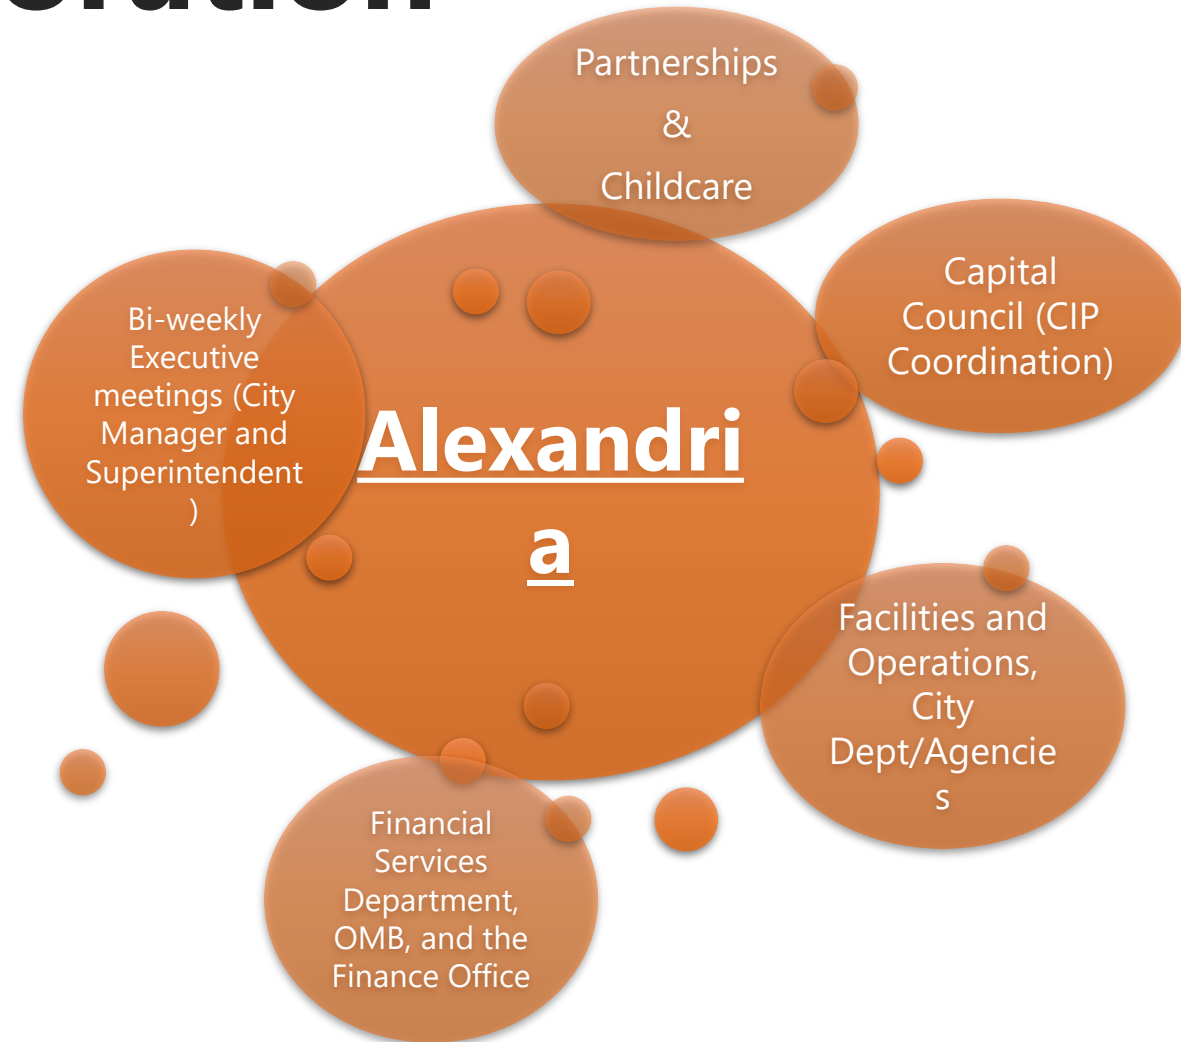 Partnerships
&
Childcare
Capital
Council (CIP
Coordination)
Bi-weekly
Executive
meetings (City
Manager and
Superintendent
)
Alexandri
a
Facilities and
Operations,
City
Dept/Agencie
s
Financial
Services
Department,
OMB, and the
Finance Office